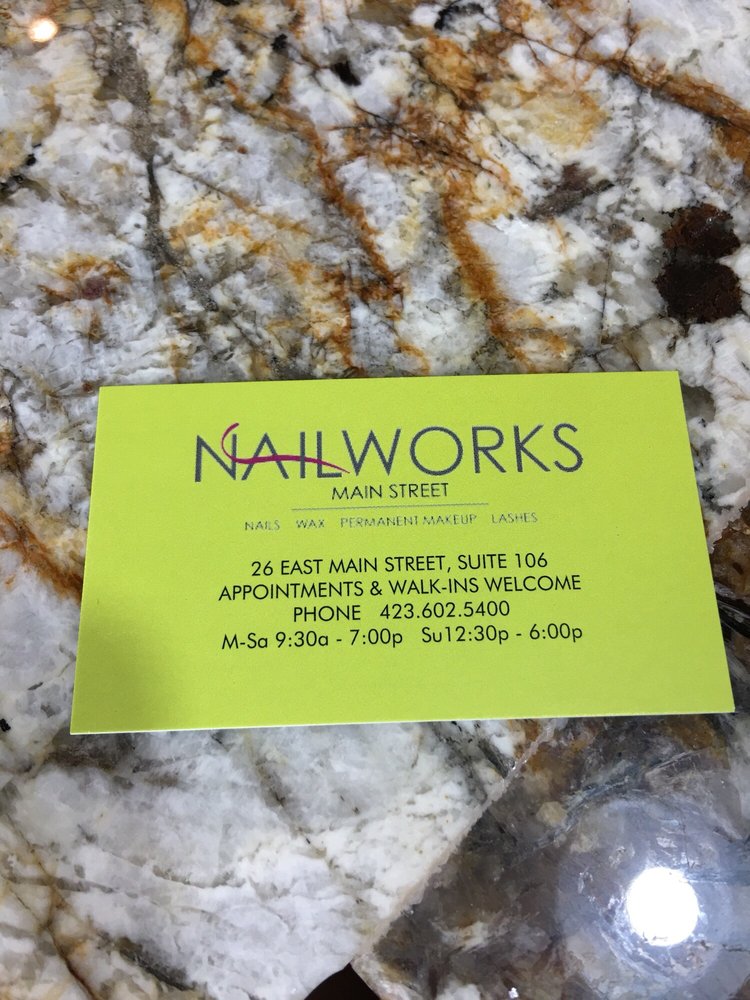 NAILWORKS
MAIN STREET
NAILS WAX PERMANENT MAKEUP LASHES
26 EAST MAIN STREET, SUITE 106
APPOINTMENTS & WALK-INS WELCOME
PHONE 423.602.5400
M-Sa 9:30a - 7:00p Su12:30p - 6:00p